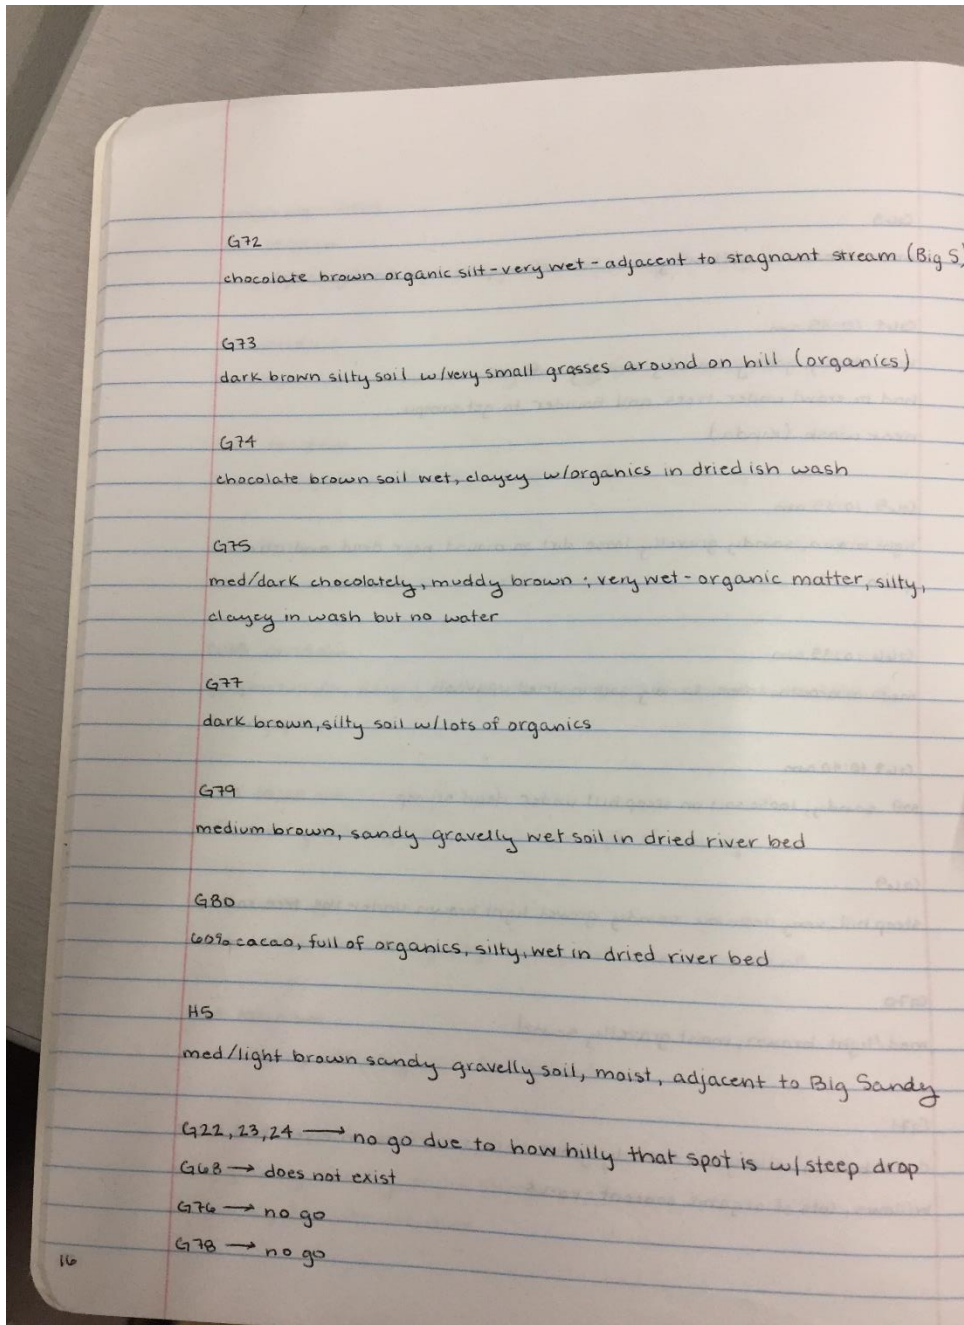 G72
chocolate brown organic silt-very wet-adjacent to stagnant stream (Big S)
G73
dark brown silty soil w/very small grasses around on hill (organics)
G74
chocolate brown soil wet, clayey w/organics in driedish wash
G75
med/dark chocolately, muddy brown; very wet-organic matter, silty,
clayey in wash but no water
G77
dark brown, silty soil w/lots of organics
G79
medium brown, sandy gravelly wet soil in dried river bed
G80
60% cacao, full of organics, silty, wet in dried river bed
H5
med/light brown sandy gravelly soil, moist, adjacent to Big Sandy
G22, 23, 24 → no go due to how hilly that spot is w/steep drop
G68 → does not exist
G76 → no go
G78 → no go
16